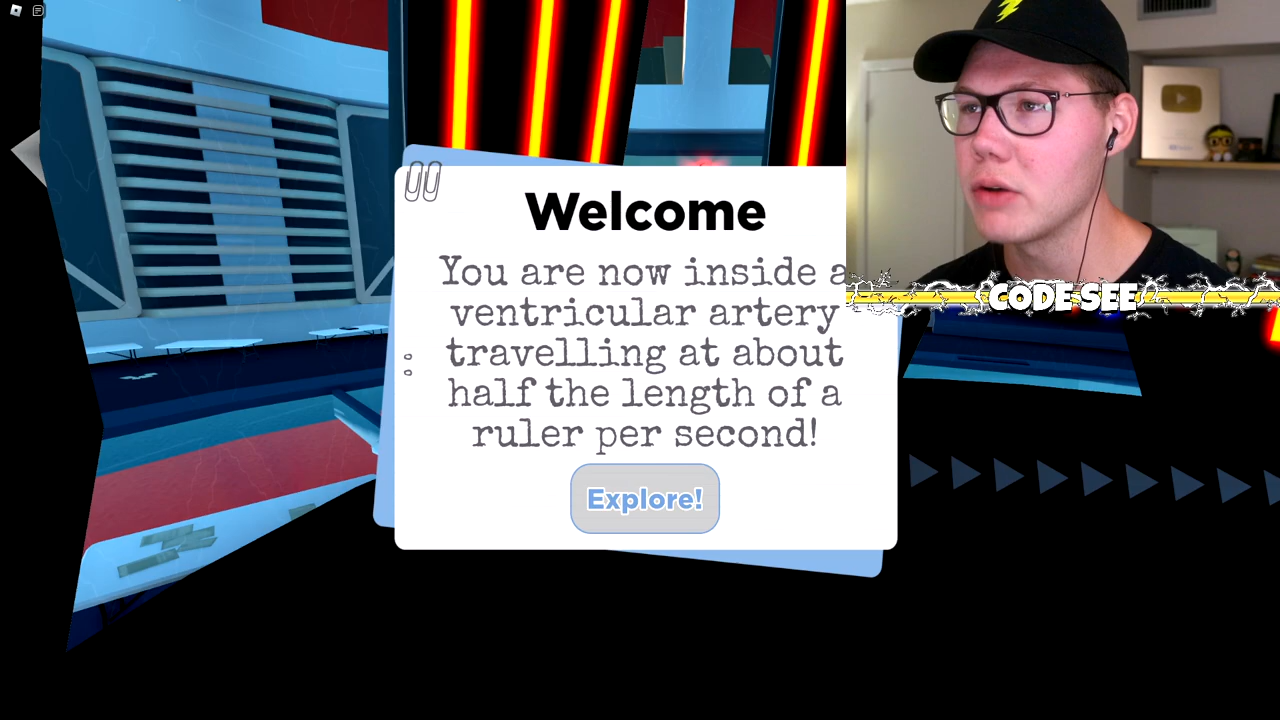 Welcome
You are now inside a
ventricular artery
travelling at about
half the length of a
ruler per second!
Explore!
CODE SEE